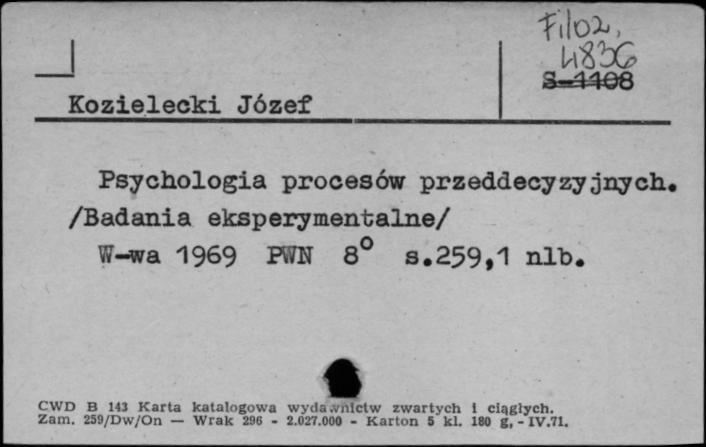 Filoz,
4836
S-1108
Kozielecki Józef
Psychologia procesów przeddecyzyjnych.
/Badania eksperymentalne/
W-wa 1969 PWN 8° s.259,1 nlb.
CWD B 143 Karta katalogowa wydawnictw zwartych i ciągłych.
Zam. 259/Dw/On — Wrak 296 - 2.027.000 - Karton 5 kl. 180 g, - IV.71.